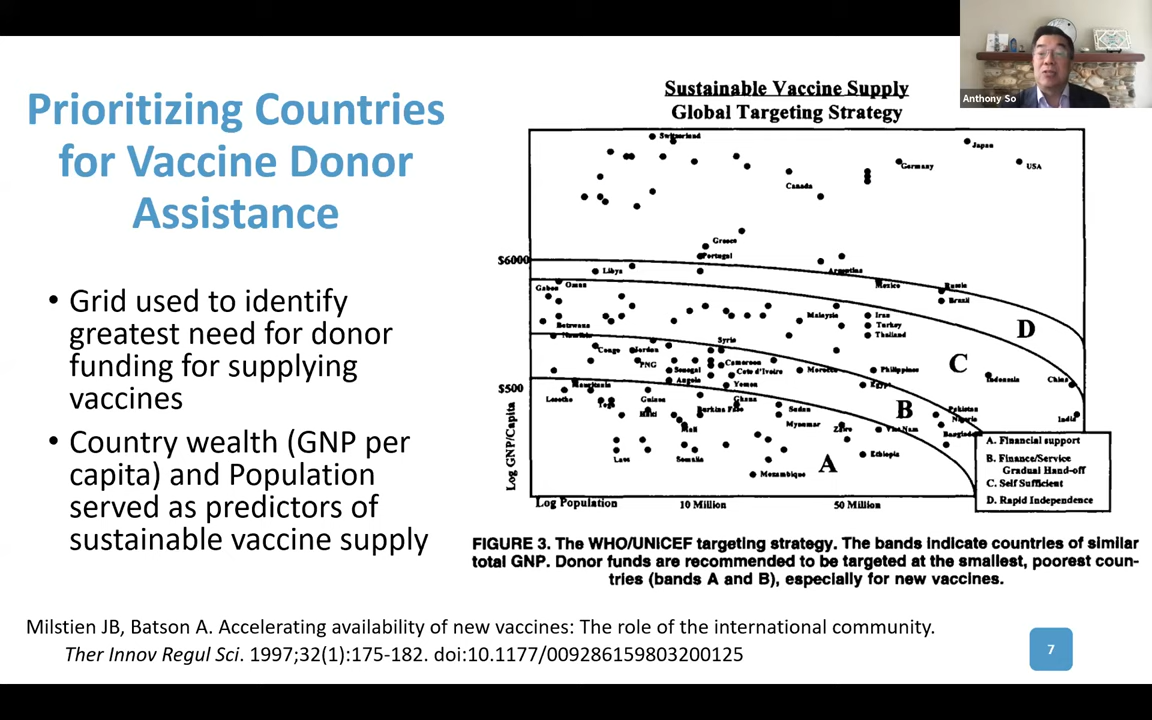 Anthony So
Prioritizing Countries
for Vaccine Donor
Assistance
• Grid used to identify
greatest need for donor
funding for supplying
vaccines
• Country wealth (GNP per
capita) and Population
served as predictors of
sustainable vaccine supply
Sustainable Vaccine Supply
Global Targeting Strategy
Switzerland
Japan
Germany
USA
Canada
Greece
Portugal
$6000
Libya
Argentina
Mexico
Russia
Gabon
Oman
Brazil
Malaysia
Iran
Botswana
Turkey
D
Namibia
Thailand
Syria
Congo
Jordan
C
PNG
Cameroon
Senegal
Cote d'Ivoire
Morocco
Philippines
$500
Angola
Indonesia
China
Mauritania
Yemen
Egypt
Lesotho
Togo
Guinea
Ghana
B
Haiti
Burkina Faso
Sudan
Pakistan
Nigeria
India
Mali
Myanmar
Zaire
Viet Nam
Bangladesh
Laos
Somalia
A
Ethiopia
Mozambique
Log GNP/Capita
Log Population
10 Million
50 Million
A. Financial support
B. Finance/Service
Gradual Hand-off
C. Self Sufficient
D. Rapid Independence
FIGURE 3. The WHO/UNICEF targeting strategy. The bands indicate countries of similar
total GNP. Donor funds are recommended to be targeted at the smallest, poorest coun-
tries (bands A and B), especially for new vaccines.
Milstien JB, Batson A. Accelerating availability of new vaccines: The role of the international community.
Ther Innov Regul Sci. 1997;32(1):175-182. doi:10.1177/009286159803200125
7